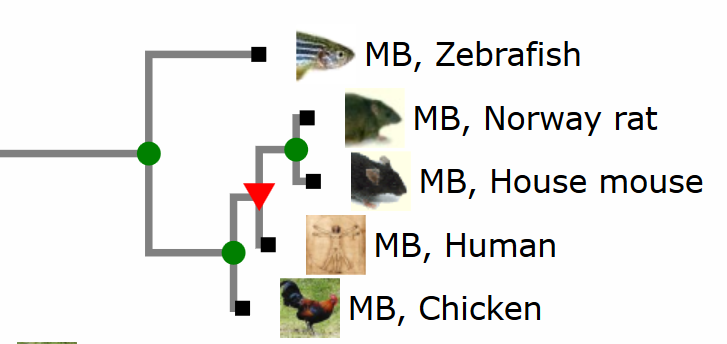 MB, Zebrafish
MB, Norway rat
MB, House mouse
MB, Human
MB, Chicken